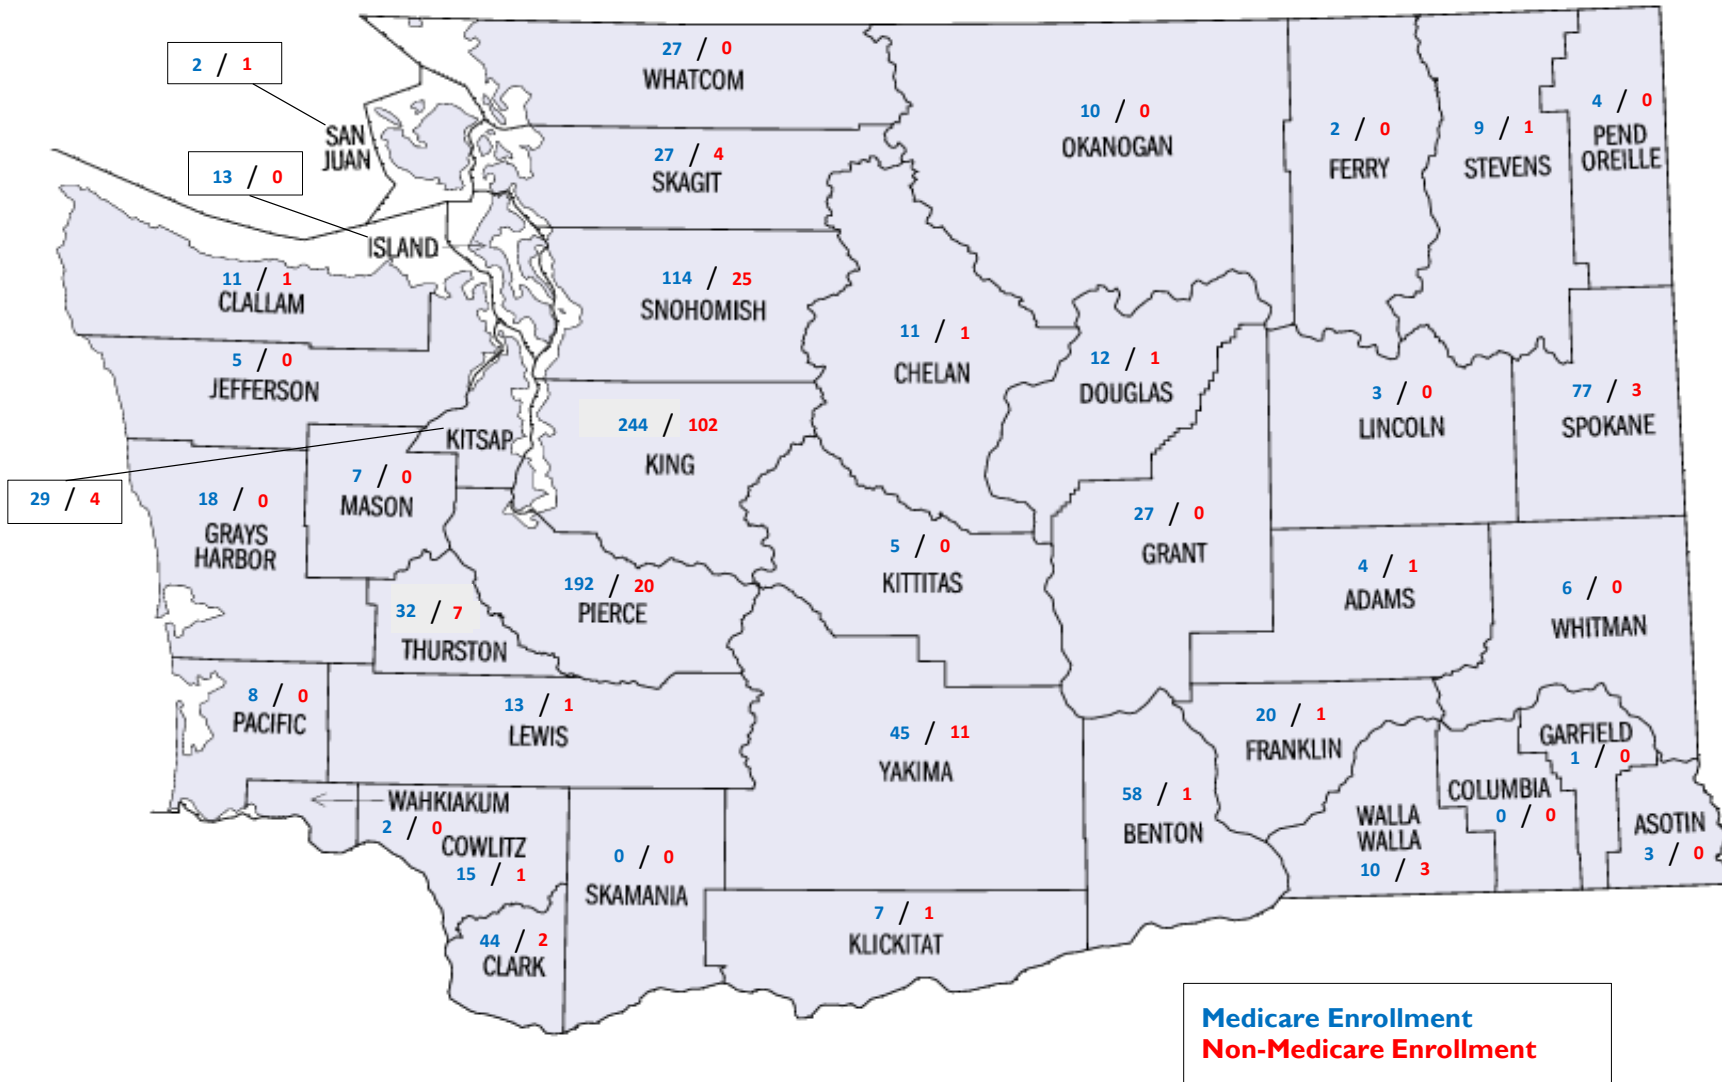 27 / 0
WHATCOM
2 / 1
SAN
JUAN
10 / 0
OKANOGAN
2 / 0
FERRY
9 / 1
STEVENS
4 / 0
PEND
OREILLE
27 / 4
SKAGIT
13 / 0
ISLAND
11 / 1
CLALLAM
114 / 25
SNOHOMISH
5 / 0
JEFFERSON
11 / 1
CHELAN
12 / 1
DOUGLAS
3 / 0
LINCOLN
77 / 3
SPOKANE
244 / 102
KING
KITSAP
29 / 4
7 / 0
MASON
18 / 0
GRAYS
HARBOR
27 / 0
GRANT
5 / 0
KITTITAS
4 / 1
ADAMS
6 / 0
WHITMAN
192 / 20
PIERCE
32 / 7
THURSTON
8 / 0
PACIFIC
13 / 1
LEWIS
45 / 11
YAKIMA
20 / 1
FRANKLIN
GARFIELD
1 / 0
COLUMBIA
0 / 0
58 / 1
BENTON
WALLA
WALLA
10 / 3
ASOTIN
3 / 0
WAHKIAKUM
2 / 0
COWLITZ
15 / 1
0 / 0
SKAMANIA
7 / 1
KLICKITAT
44 / 2
CLARK
Medicare Enrollment
Non-Medicare Enrollment